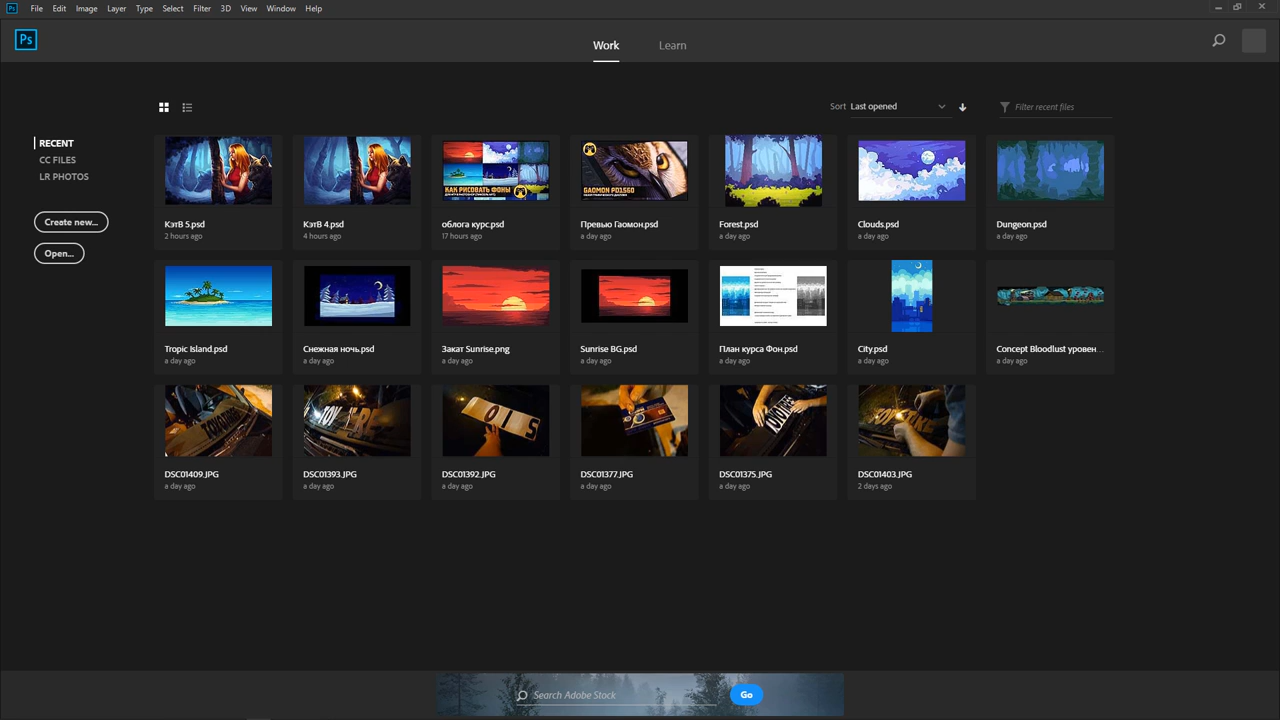 Ps File Edit Image Layer Type Select Filter 3D View Window Help
Ps Work Learn
Sort Last opened Filter recent files
RECENT
CC FILES
LR PHOTOS
Create new...
Open...
КАК РИСОВАТЬ ФОНЫ
GAOMON PD1560
КэтВ 5.psd
2 hours ago
КэтВ 4.psd
4 hours ago
облога курс.psd
17 hours ago
Превью Гаомон.psd
a day ago
Forest.psd
a day ago
Clouds.psd
a day ago
Dungeon.psd
a day ago
Tropic Island.psd
a day ago
Снежная ночь.psd
a day ago
Закат Sunrise.png
a day ago
Sunrise BG.psd
a day ago
План курса Фон.psd
a day ago
City.psd
a day ago
Concept Bloodlust уровен...
a day ago
DSC01409.JPG
a day ago
DSC01393.JPG
a day ago
DSC01392.JPG
a day ago
DSC01377.JPG
a day ago
DSC01375.JPG
a day ago
DSC01403.JPG
2 days ago
Search Adobe Stock Go